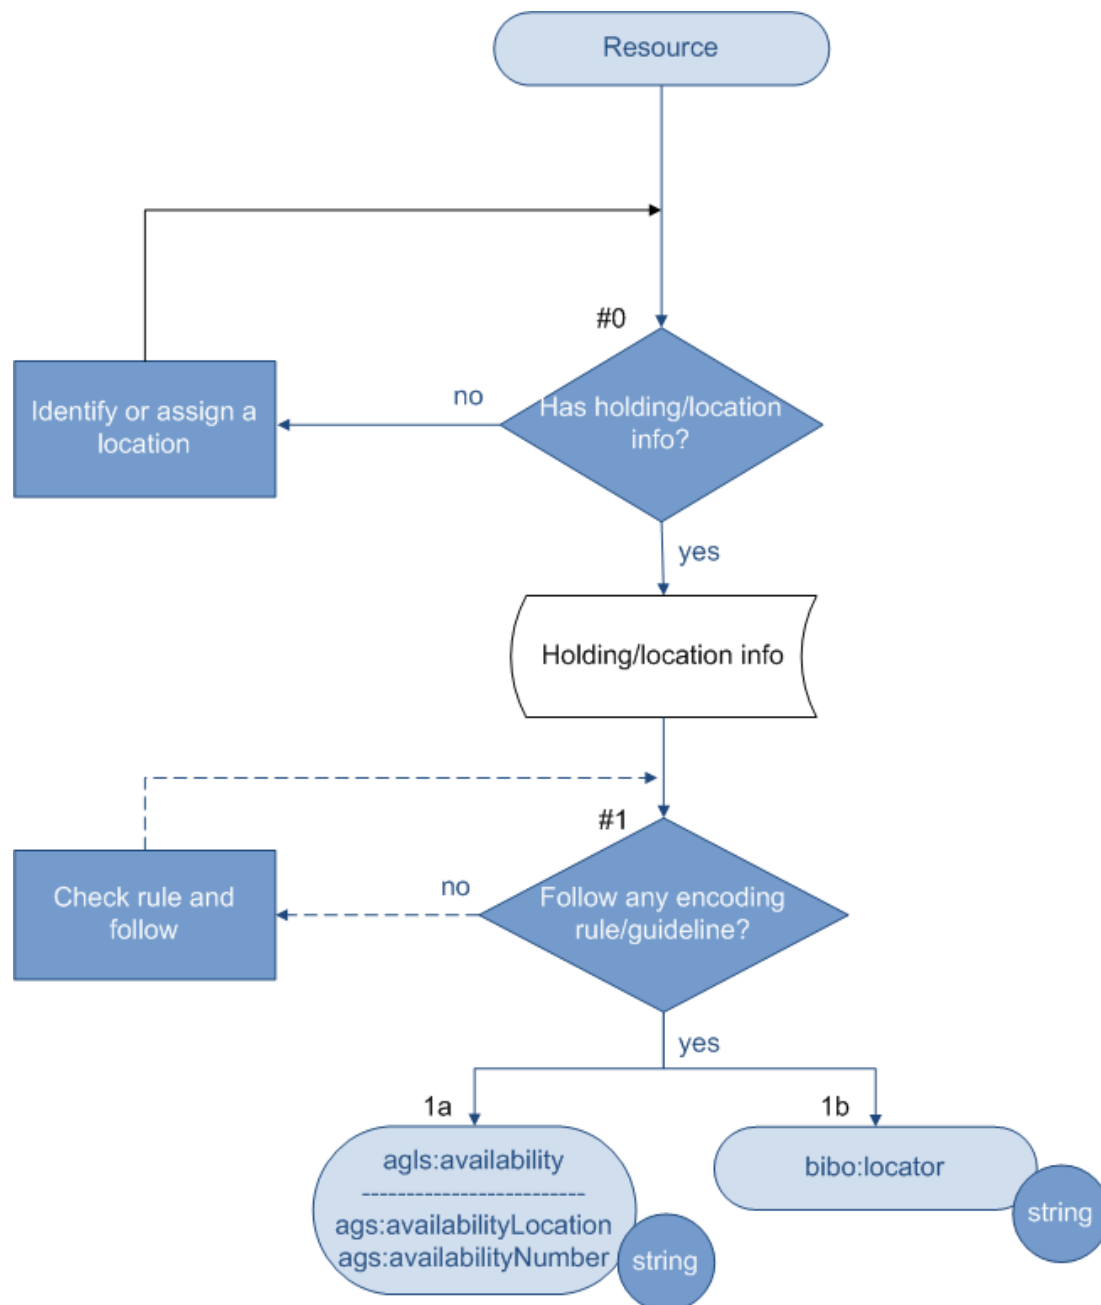 Resource
#0
no
Has holding/location
info?
Identify or assign a
location
yes
Holding/location info
#1
no
Follow any encoding
rule/guideline?
Check rule and
follow
yes
1a
1b
agls:availability
-------------------------
ags:availabilityLocation
ags:availabilityNumber
string
bibo:locator
string